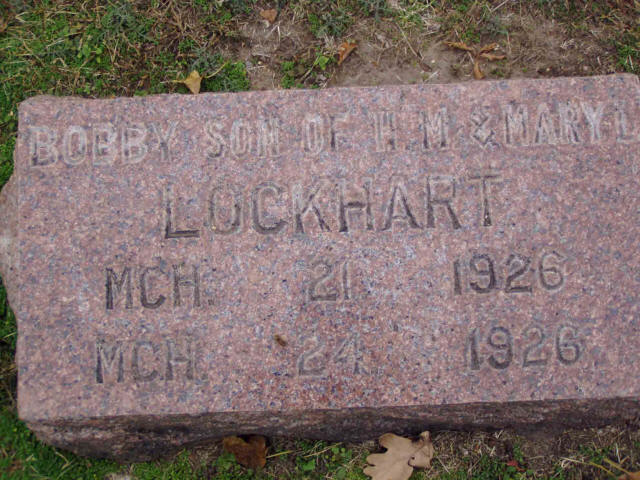 BOBBY SON OF H.M. & MARY L
LOCKHART
MCH. 21 1926
MCH. 24 1926